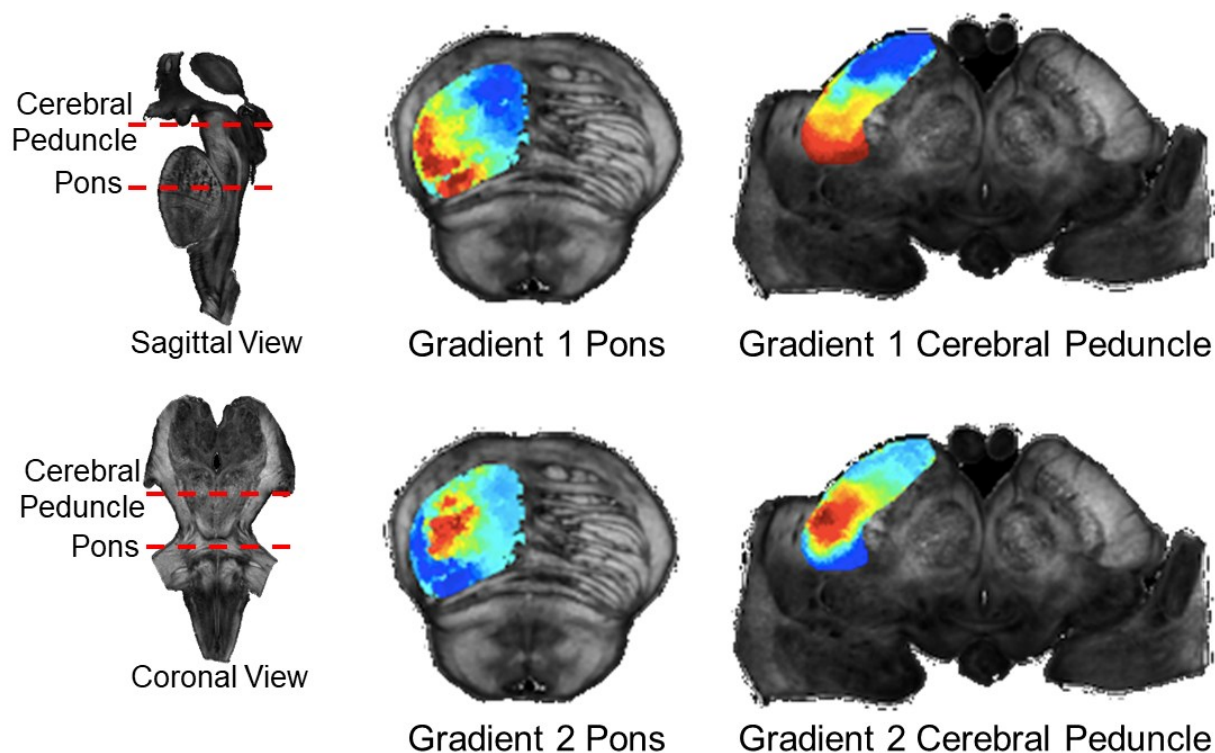 Cerebral
Peduncle
Pons
Sagittal View
Gradient 1 Pons
Gradient 1 Cerebral Peduncle
Cerebral
Peduncle
Pons
Coronal View
Gradient 2 Pons
Gradient 2 Cerebral Peduncle